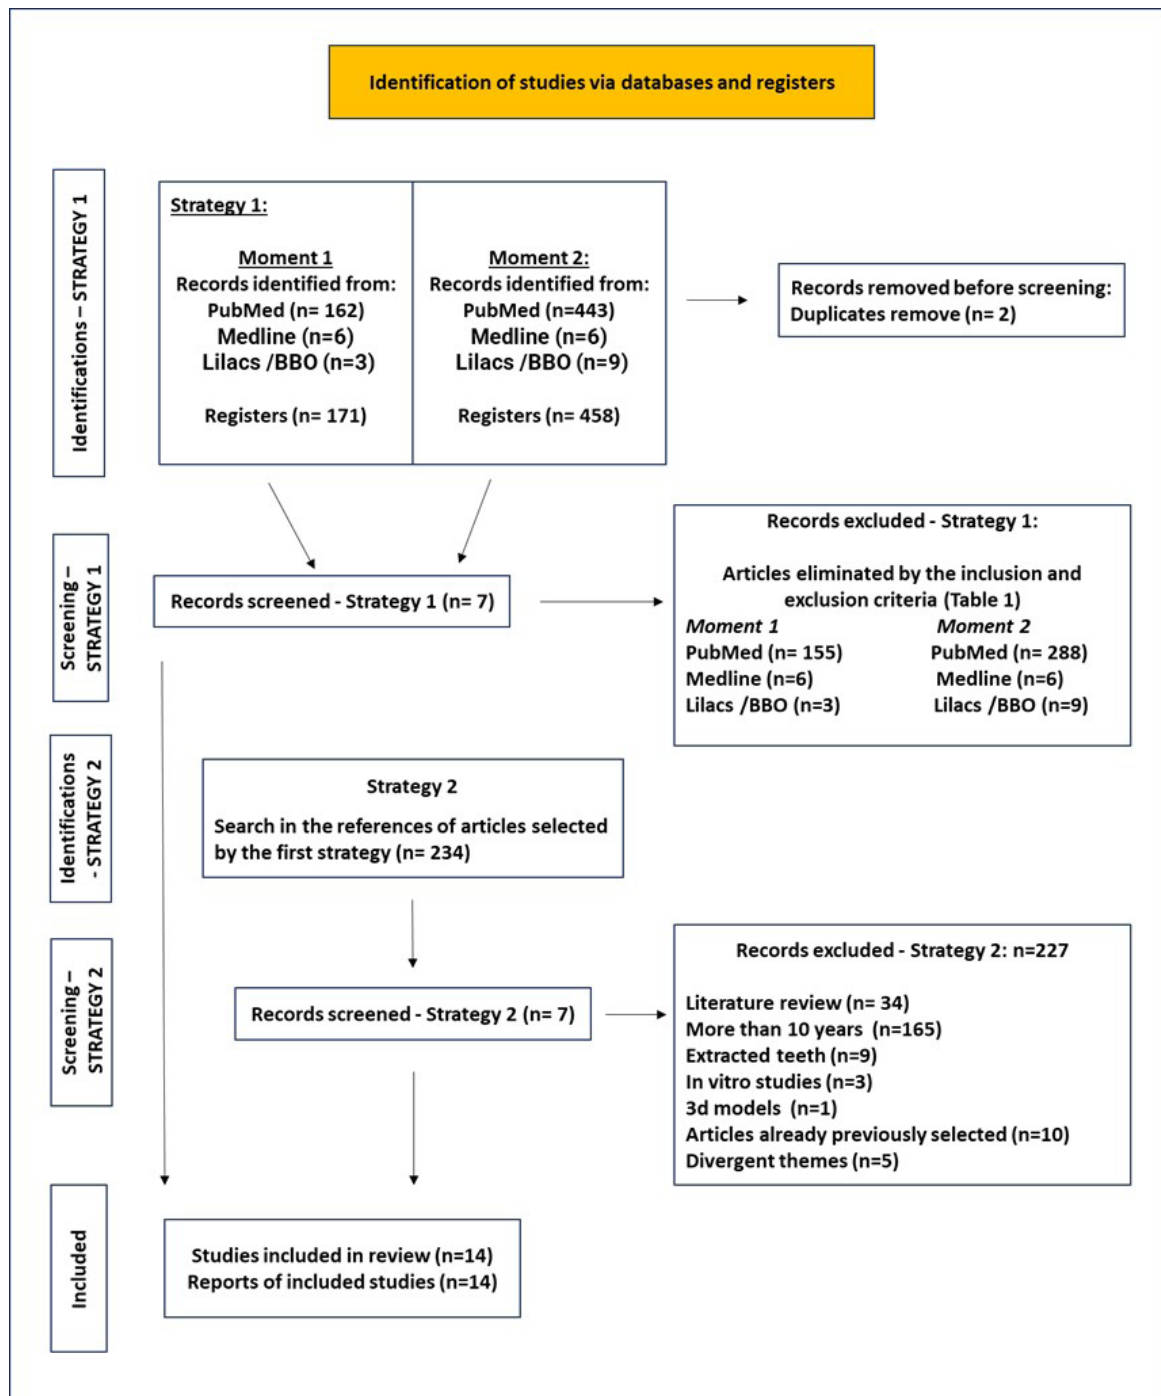 Identification of studies via databases and registers
Identifications – STRATEGY 1
Strategy 1:
Moment 1
Records identified from:
PubMed (n= 162)
Medline (n=6)
Lilacs /BBO (n=3)
Registers (n= 171)
Moment 2:
Records identified from:
PubMed (n=443)
Medline (n=6)
Lilacs /BBO (n=9)
Registers (n= 458)
Records removed before screening:
Duplicates remove (n= 2)
Screening –
STRATEGY 1
Records screened - Strategy 1 (n= 7)
Records excluded - Strategy 1:
Articles eliminated by the inclusion and
exclusion criteria (Table 1)
Moment 1
PubMed (n= 155)
Medline (n=6)
Lilacs /BBO (n=3)
Moment 2
PubMed (n= 288)
Medline (n=6)
Lilacs /BBO (n=9)
Identifications
- STRATEGY 2
Strategy 2
Search in the references of articles selected
by the first strategy (n= 234)
Screening –
STRATEGY 2
Records screened - Strategy 2 (n= 7)
Records excluded - Strategy 2: n=227
Literature review (n= 34)
More than 10 years (n=165)
Extracted teeth (n=9)
In vitro studies (n=3)
3d models (n=1)
Articles already previously selected (n=10)
Divergent themes (n=5)
Included
Studies included in review (n=14)
Reports of included studies (n=14)